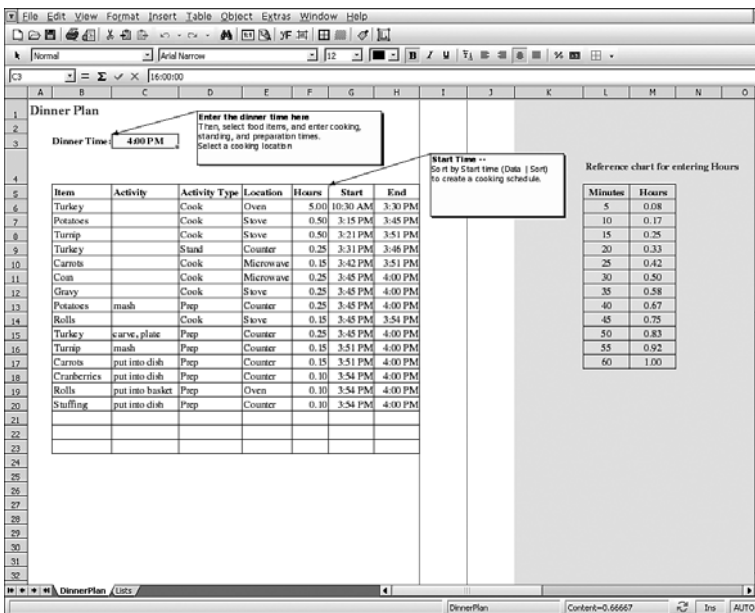 File Edit View Format Insert Table Object Extras Window Help
Normal Arial Narrow 12 B I U
C3 = Σ 16:00:00
A B C D E F G H I J K L M N O
1 Dinner Plan
Enter the dinner time here
2 Then, select food items, and enter cooking,
3 Dinner Time: 4:00 PM standing, and preparation times.
Select a cooking location
Start Time --
Sort by Start time (Data | Sort) Reference chart for entering Hours
4 to create a cooking schedule.
5 Item Activity Activity Type Location Hours Start End Minutes Hours
6 Turkey Cook Oven 5.00 10:30 AM 3:30 PM 5 0.08
7 Potatoes Cook Stove 0.50 3:15 PM 3:45 PM 10 0.17
8 Turnip Cook Stove 0.50 3:21 PM 3:51 PM 15 0.25
9 Turkey Stand Counter 0.25 3:31 PM 3:46 PM 20 0.33
10 Carrots Cook Microwave 0.15 3:42 PM 3:51 PM 25 0.42
11 Corn Cook Microwave 0.25 3:45 PM 4:00 PM 30 0.50
12 Gravy Cook Stove 0.25 3:45 PM 4:00 PM 35 0.58
13 Potatoes mash Prep Counter 0.25 3:45 PM 4:00 PM 40 0.67
14 Rolls Cook Stove 0.15 3:45 PM 3:54 PM 45 0.75
15 Turkey carve, plate Prep Counter 0.25 3:45 PM 4:00 PM 50 0.83
16 Turnip mash Prep Counter 0.15 3:51 PM 4:00 PM 55 0.92
17 Carrots put into dish Prep Counter 0.15 3:51 PM 4:00 PM 60 1.00
18 Cranberries put into dish Prep Counter 0.10 3:54 PM 4:00 PM
19 Rolls put into basket Prep Oven 0.10 3:54 PM 4:00 PM
20 Stuffing put into dish Prep Counter 0.10 3:54 PM 4:00 PM
21
22
23
24
25
26
27
28
29
30
31
32
DinnerPlan Lists
DinnerPlan Content=0.66667 Ins AUTO